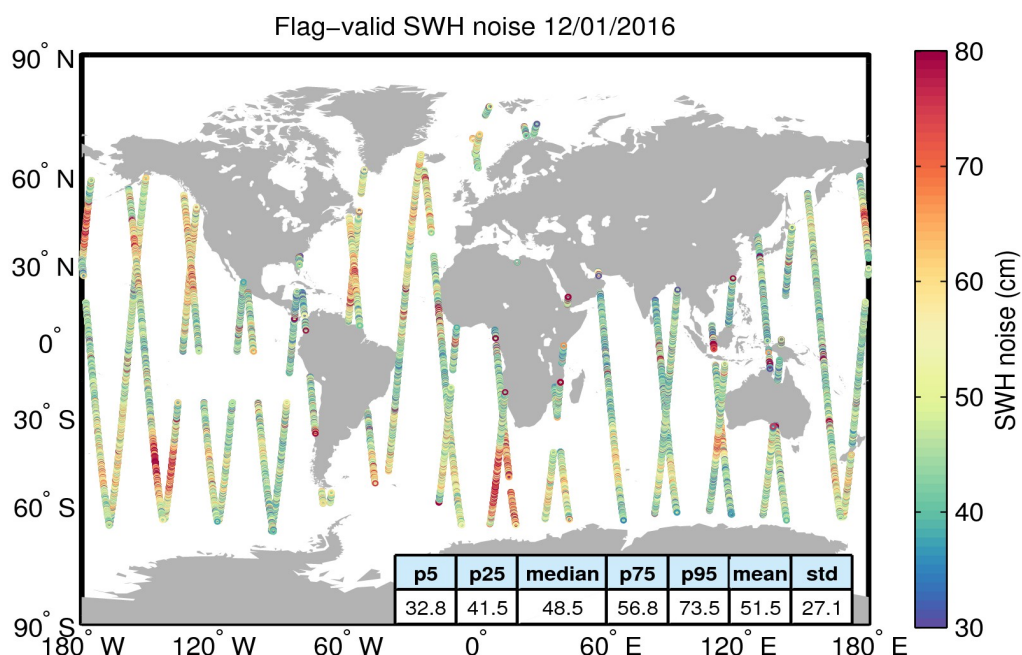 Flag−valid SWH noise 12/01/2016
90° N
60° N
30° N
0°
30° S
60° S
90° S
180° W
120° W
60° W
0°
60° E
120° E
180° E
80
70
60
50
40
30
SWH noise (cm)
p5 p25 median p75 p95 mean std
32.8 41.5 48.5 56.8 73.5 51.5 27.1